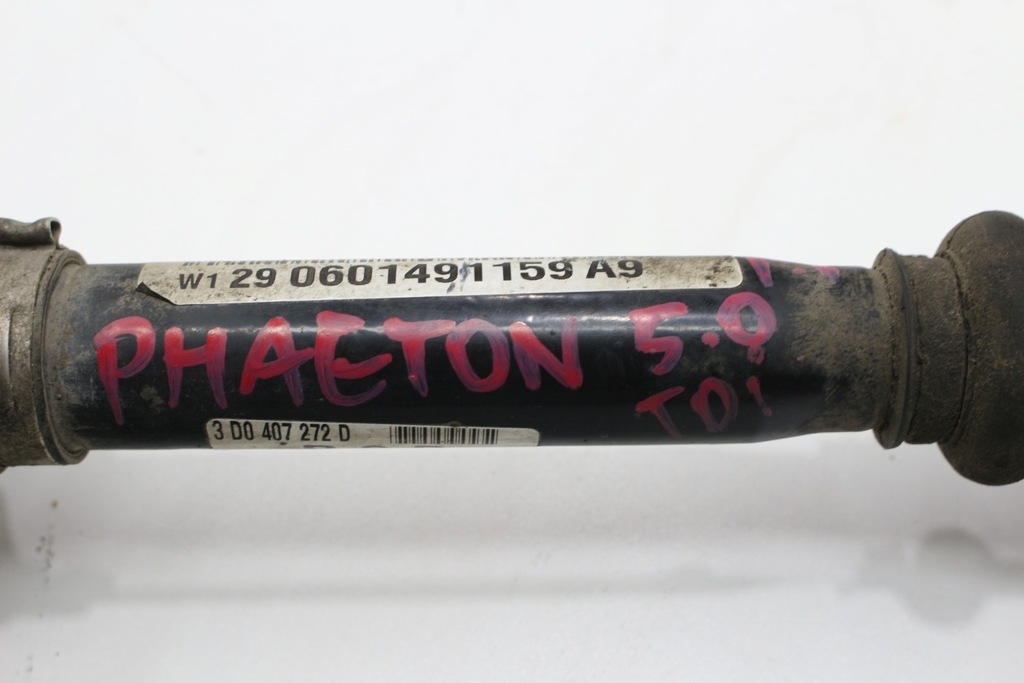 W1 29 0601491159 A9
PHAETON 5.0
TDI
3 D0 407 272 D